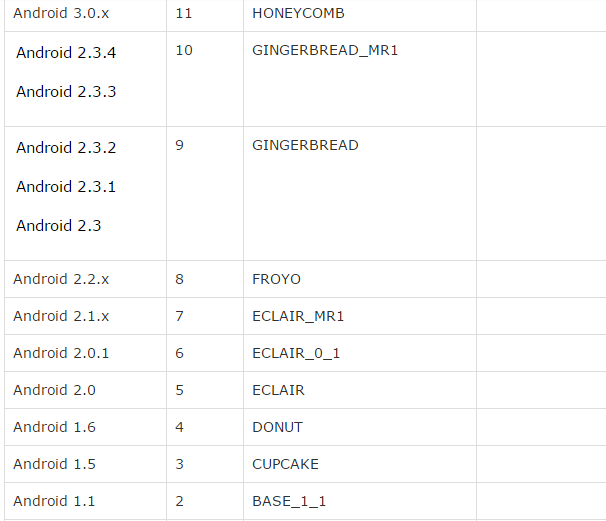 Android 3.0.x 11 HONEYCOMB
Android 2.3.4 10 GINGERBREAD_MR1
Android 2.3.3
Android 2.3.2 9 GINGERBREAD
Android 2.3.1
Android 2.3
Android 2.2.x 8 FROYO
Android 2.1.x 7 ECLAIR_MR1
Android 2.0.1 6 ECLAIR_0_1
Android 2.0 5 ECLAIR
Android 1.6 4 DONUT
Android 1.5 3 CUPCAKE
Android 1.1 2 BASE_1_1